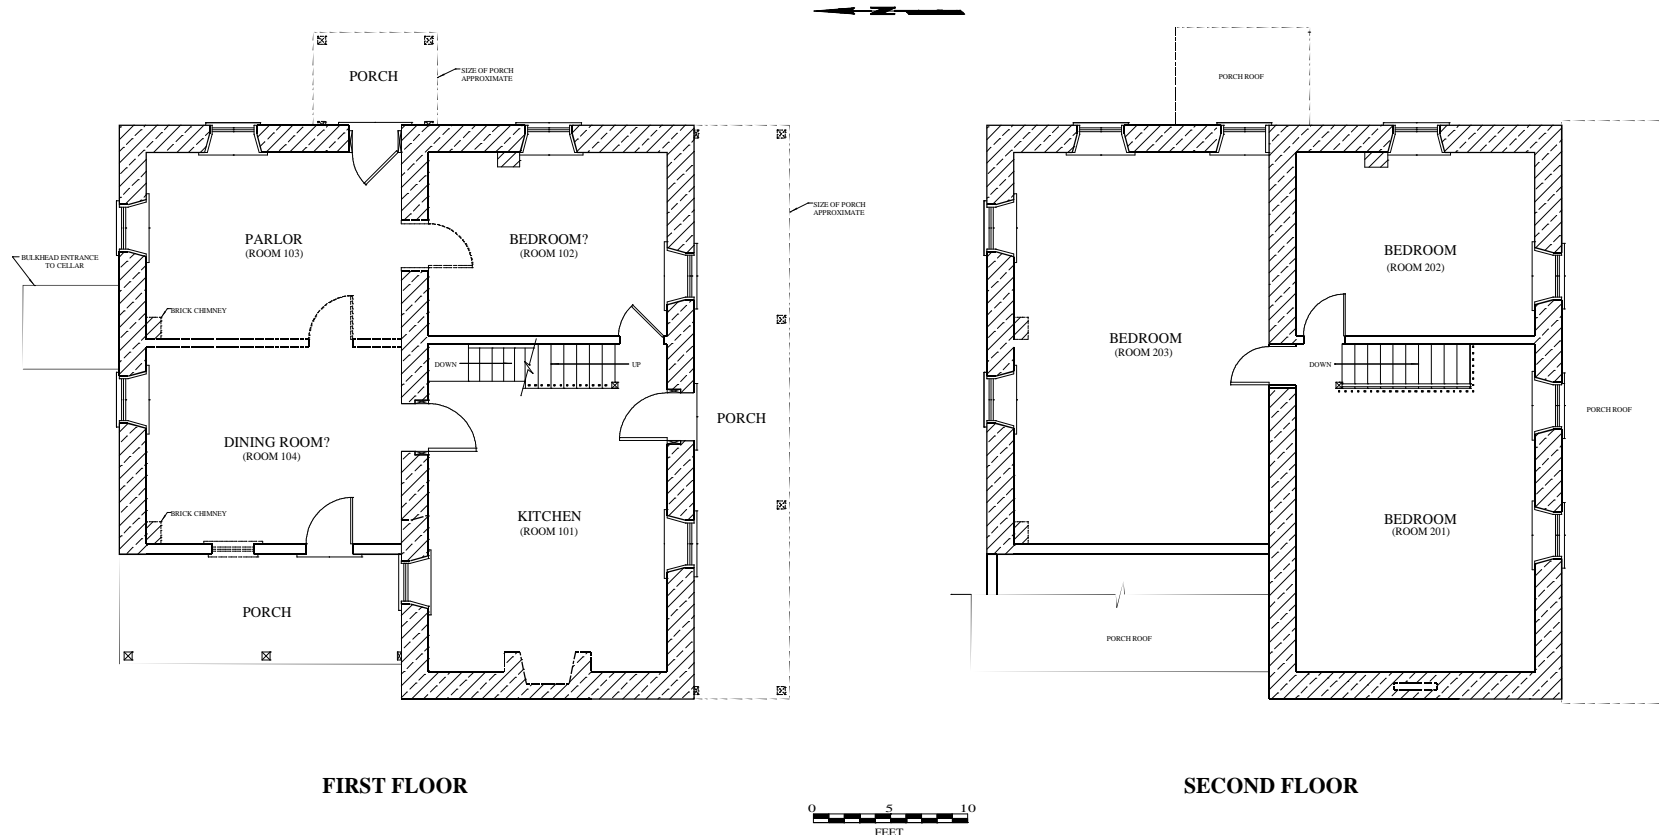 N
PORCH
SIZE OF PORCH
APPROXIMATE
PARLOR
(ROOM 103)
BEDROOM?
(ROOM 102)
SIZE OF PORCH
APPROXIMATE
BULKHEAD ENTRANCE
TO CELLAR
BRICK CHIMNEY
DOWN
UP
PORCH
DINING ROOM?
(ROOM 104)
BRICK CHIMNEY
KITCHEN
(ROOM 101)
PORCH
FIRST FLOOR
PORCH ROOF
BEDROOM
(ROOM 202)
BEDROOM
(ROOM 203)
DOWN
PORCH ROOF
BEDROOM
(ROOM 201)
PORCH ROOF
SECOND FLOOR
0 5 10
FEET